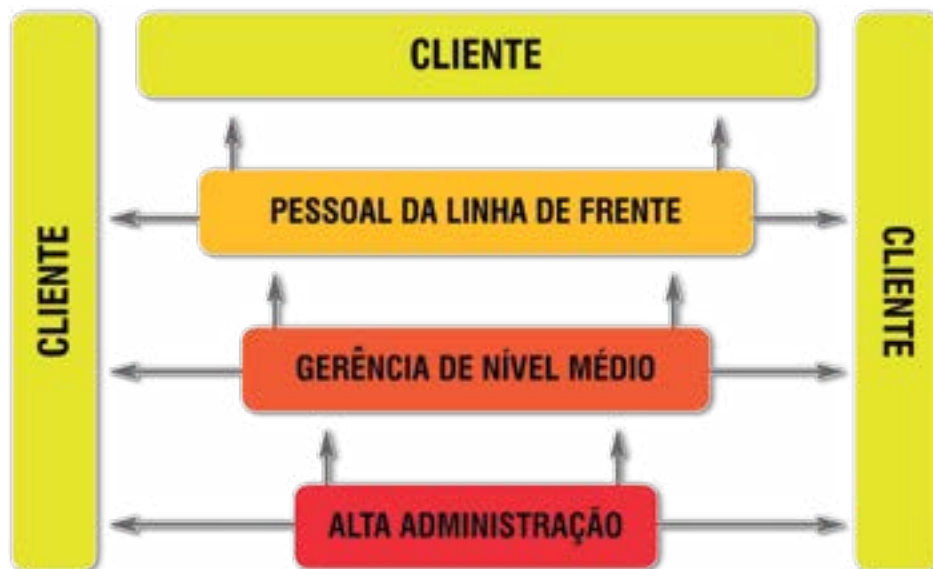 CLIENTE
CLIENTE
PESSOAL DA LINHA DE FRENTE
CLIENTE
GERÊNCIA DE NÍVEL MÉDIO
ALTA ADMINISTRAÇÃO